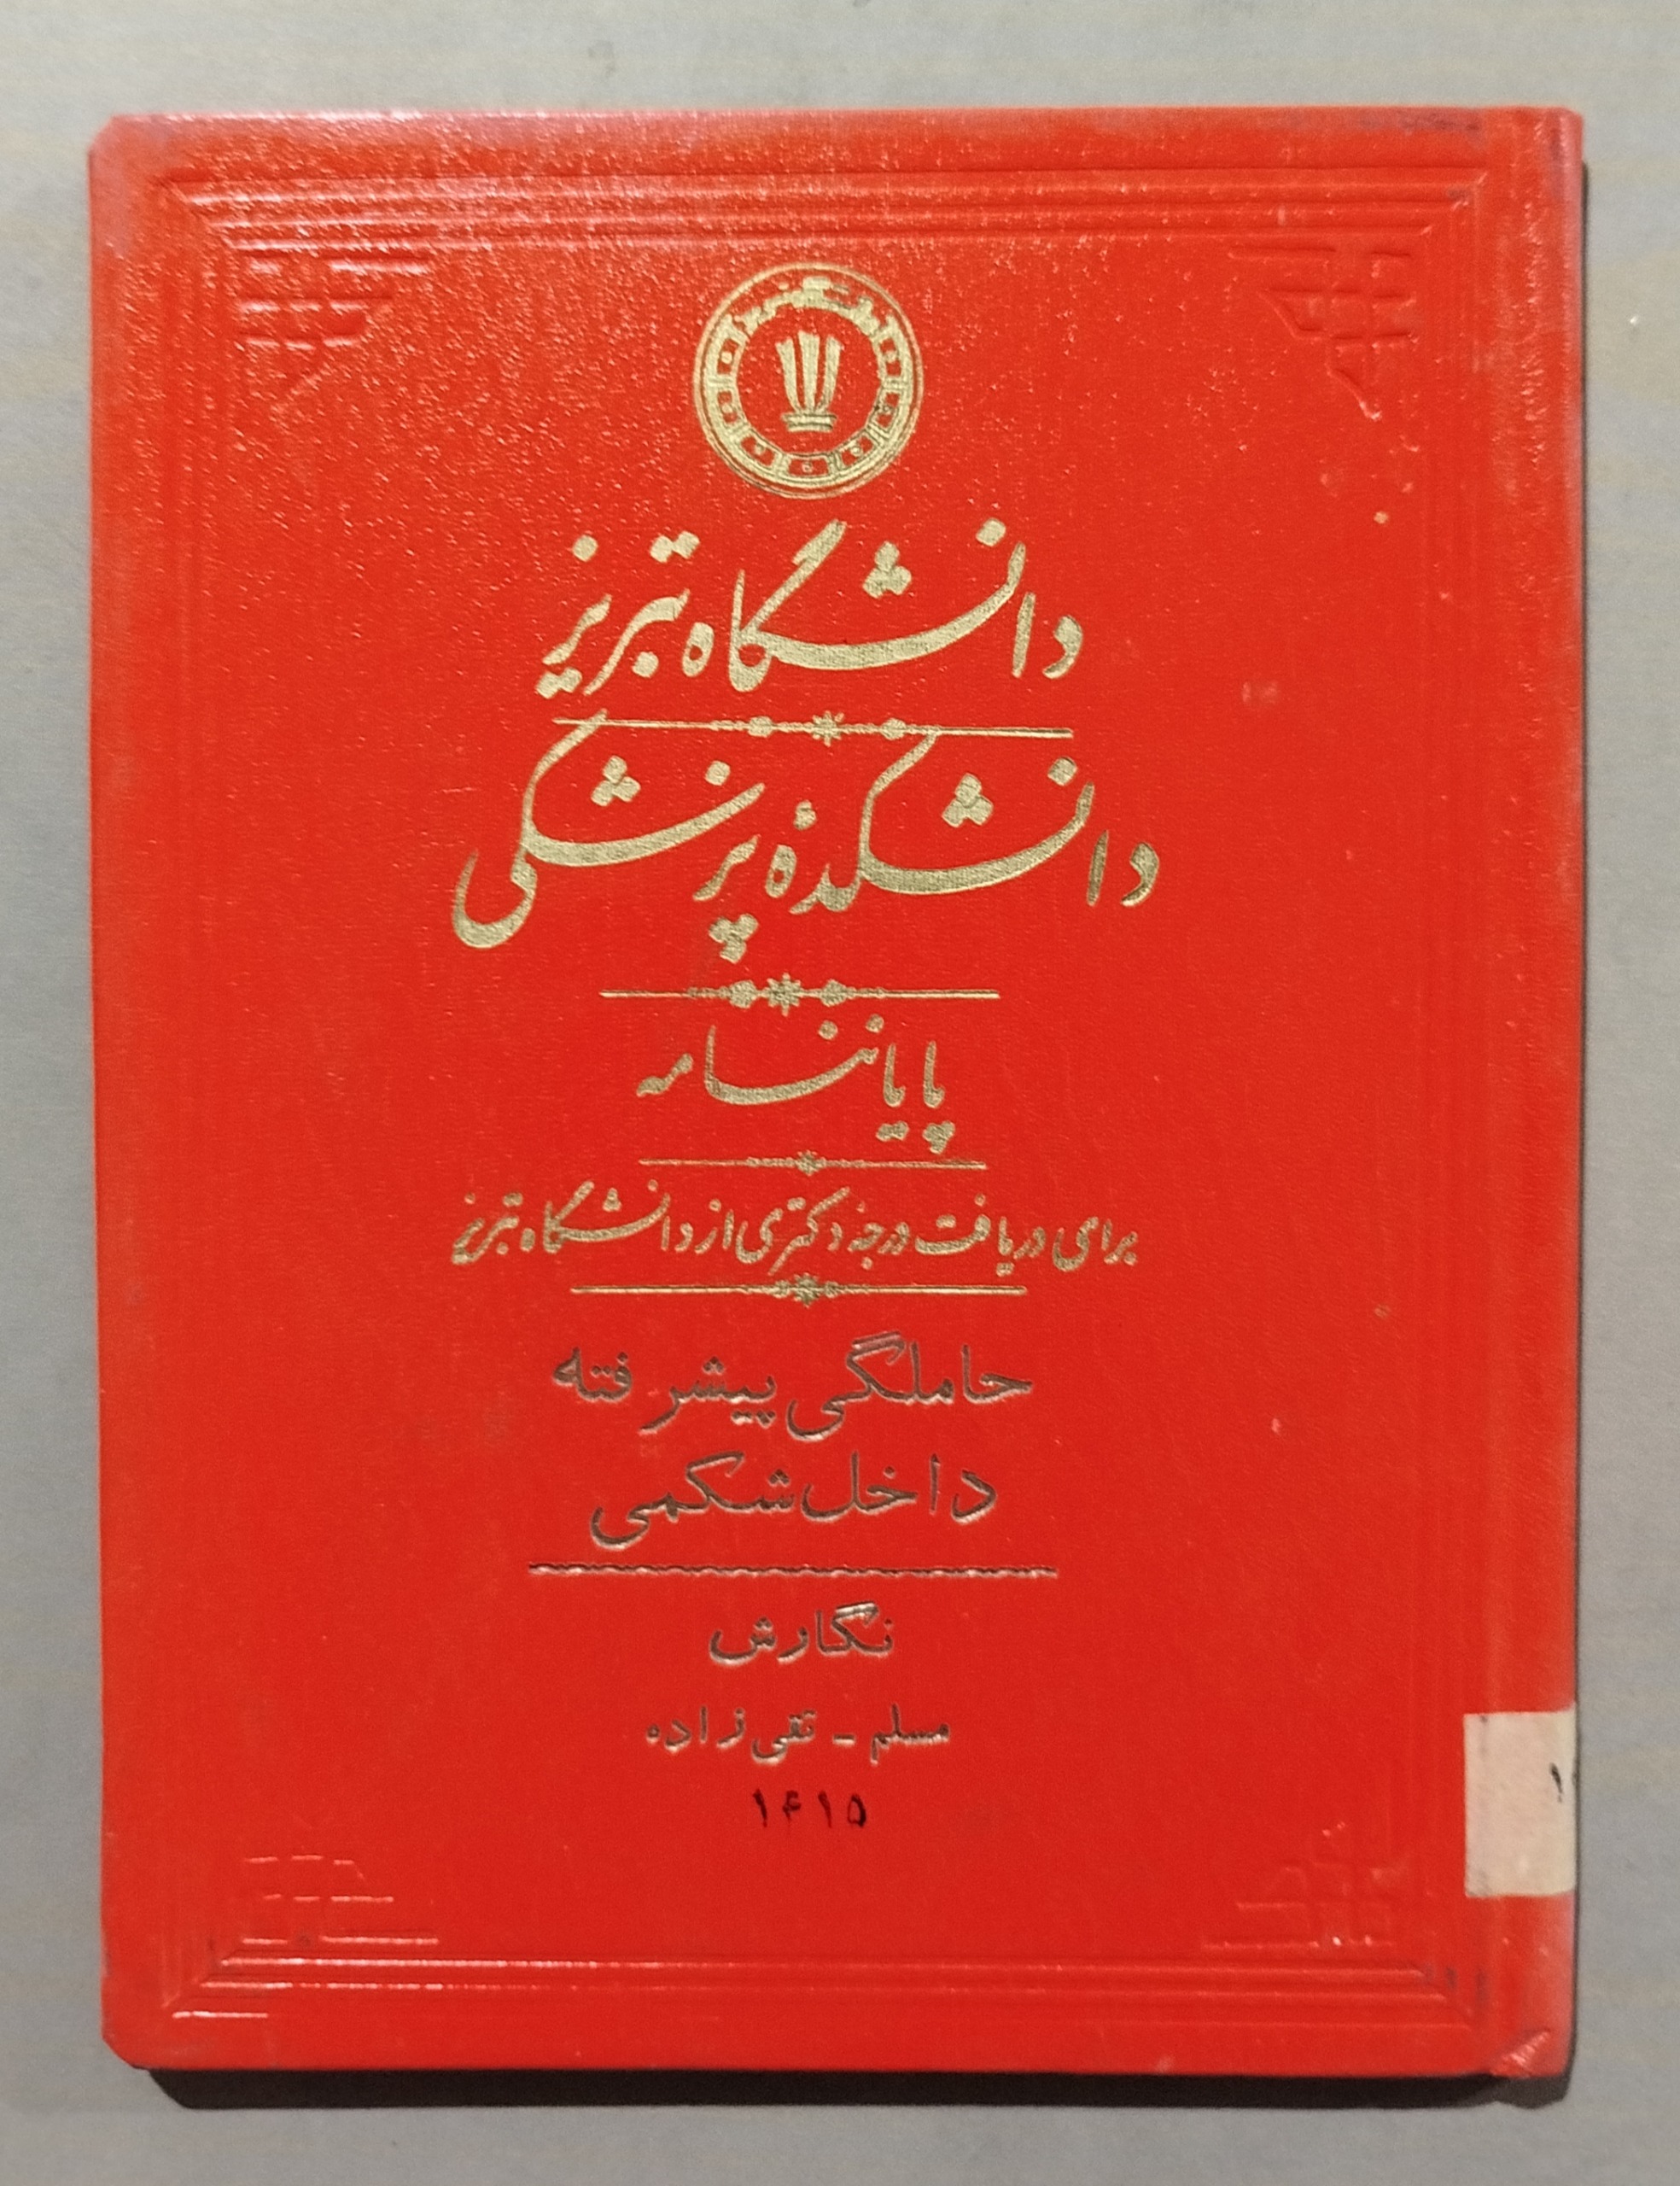 دانشگاه تبریز
دانشکدهٔ پزشکی
پایاننامه
برای دریافت درجهٔ دکتری از دانشگاه تبریز
حاملگی پیشرفته
داخل شکمی
نگارش
مسلم - تقی زاده
۱۴۱۵